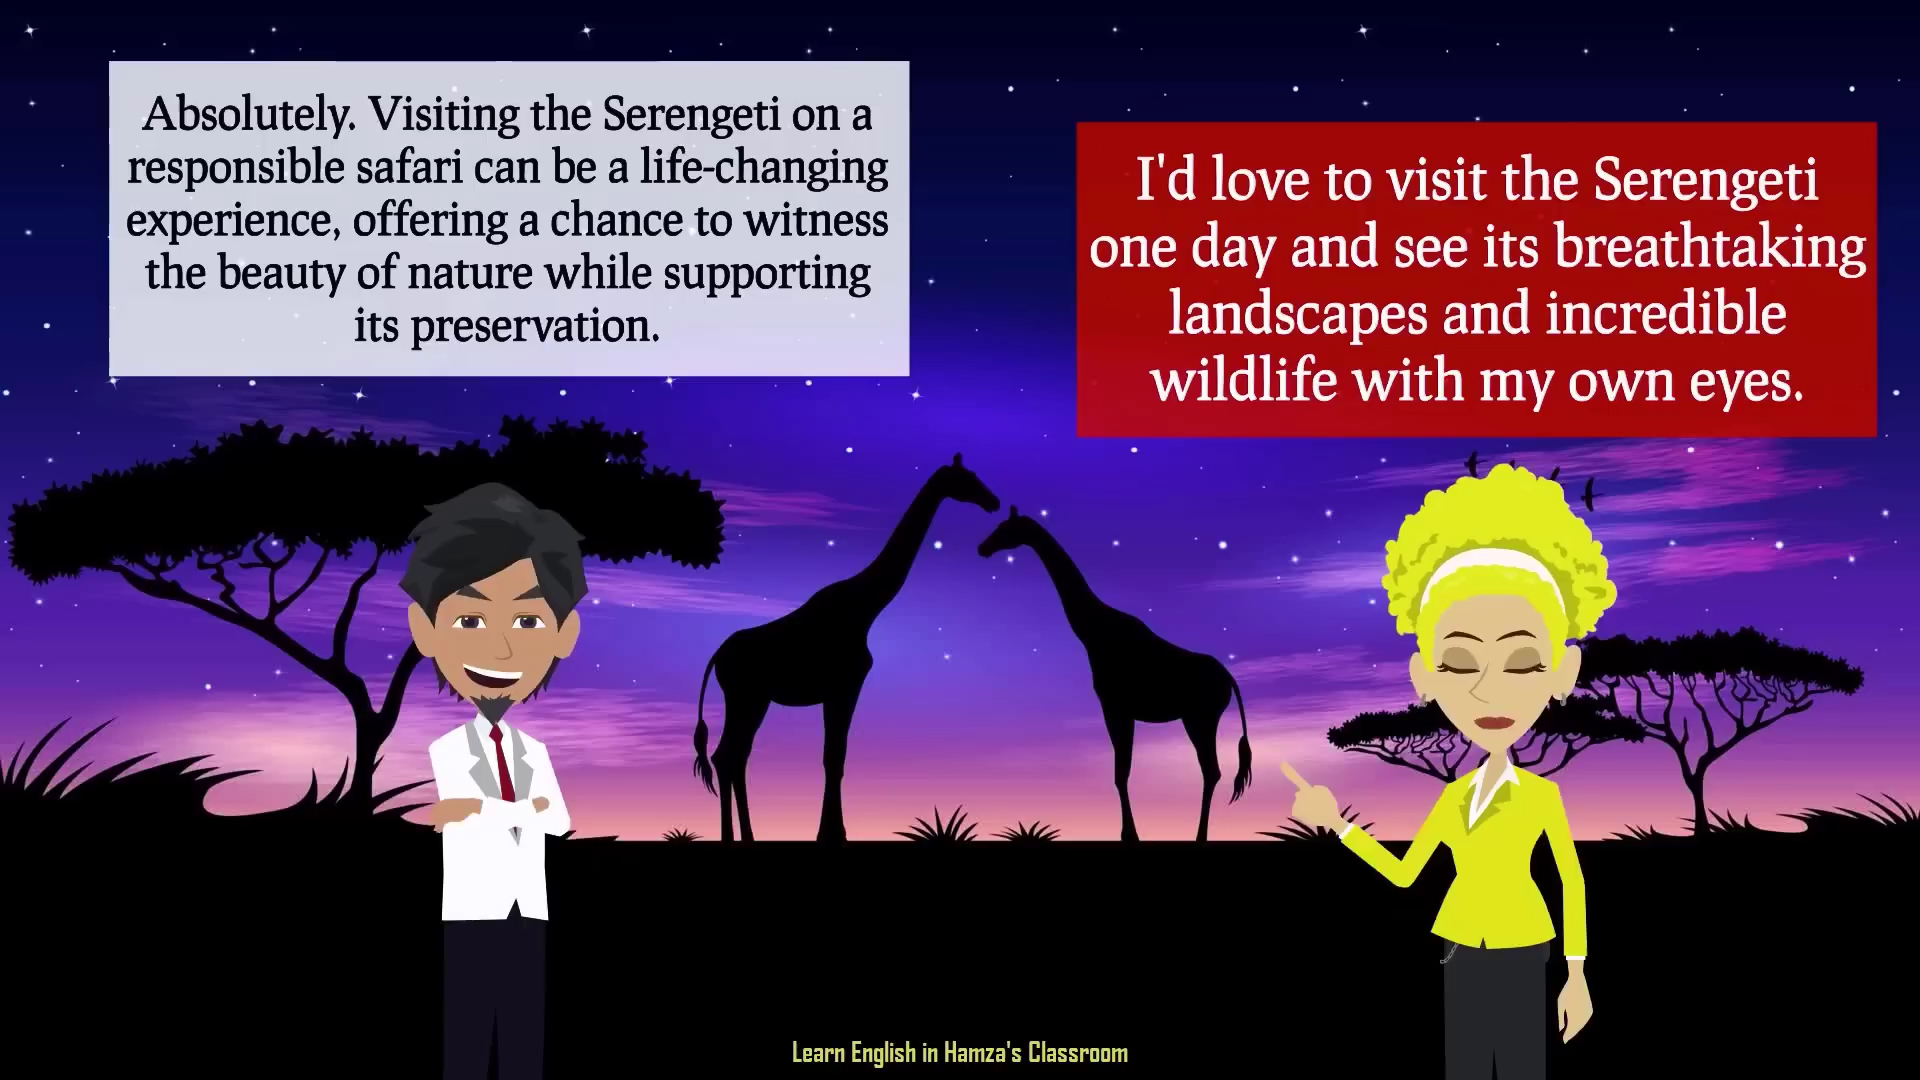 Absolutely. Visiting the Serengeti on a
responsible safari can be a life-changing
experience, offering a chance to witness
the beauty of nature while supporting
its preservation.
I'd love to visit the Serengeti
one day and see its breathtaking
landscapes and incredible
wildlife with my own eyes.
Learn English in Hamza's Classroom